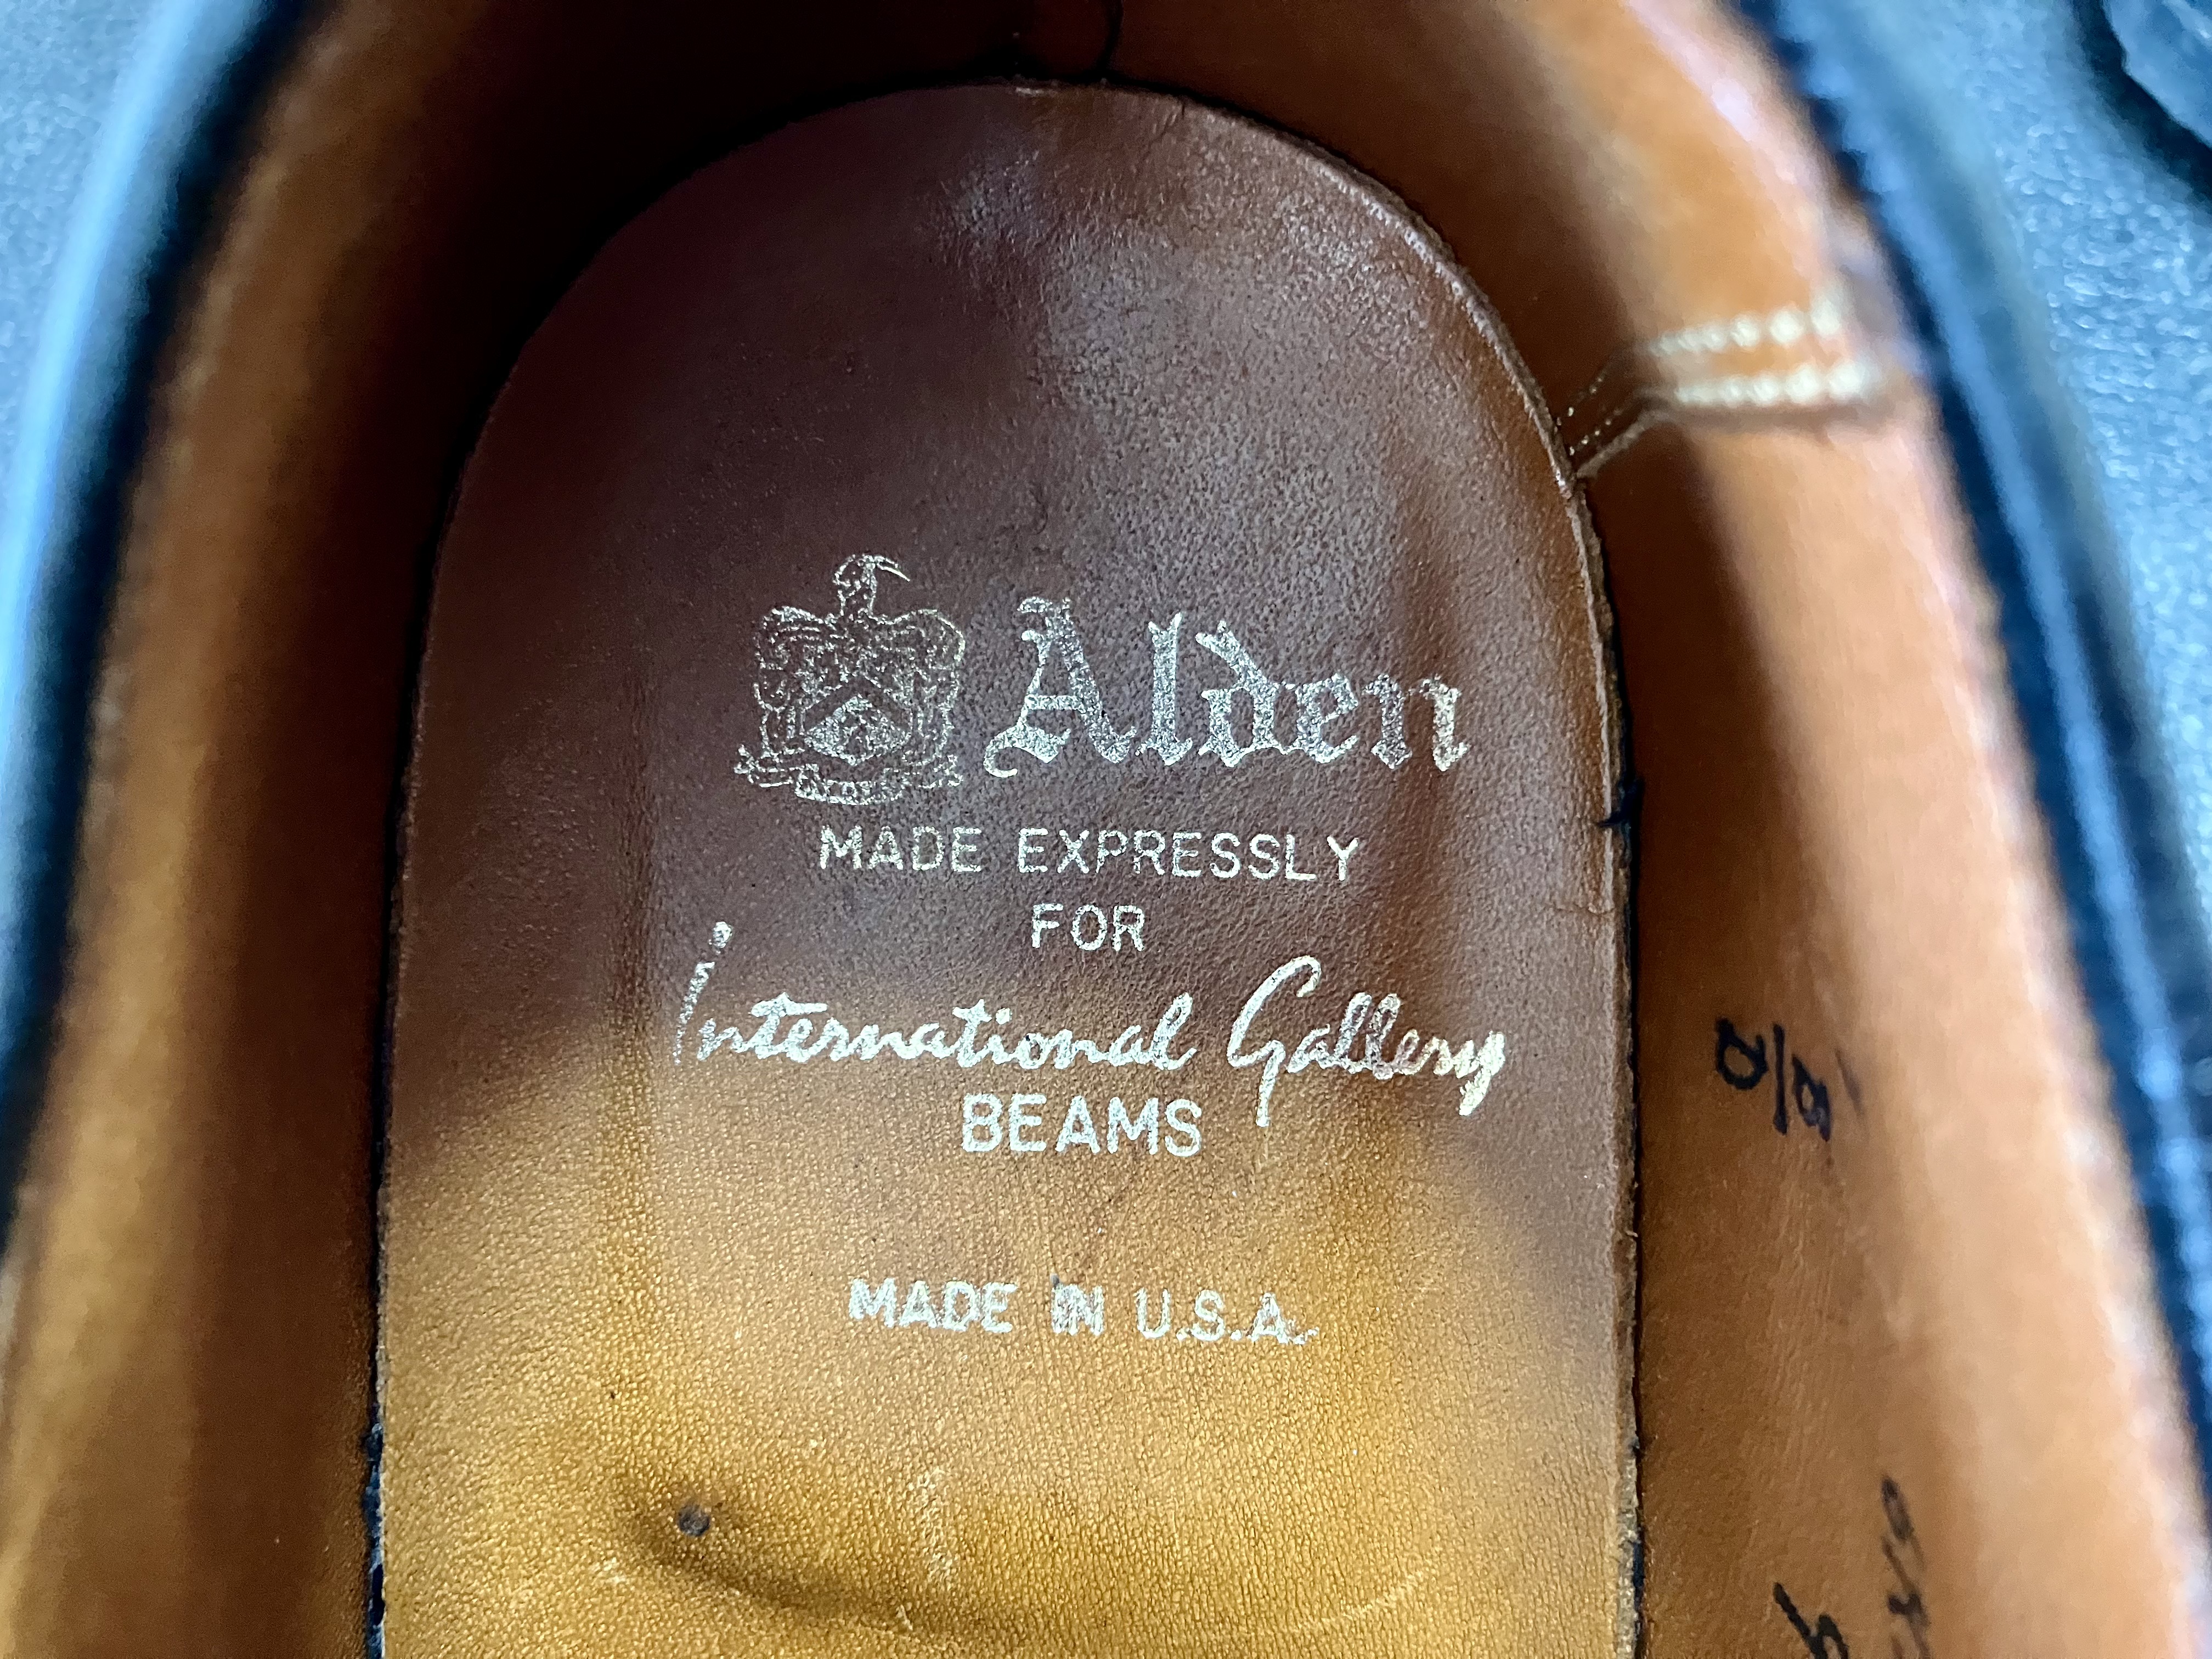 Alden
MADE EXPRESSLY
FOR
International Gallery
BEAMS
MADE IN U.S.A.